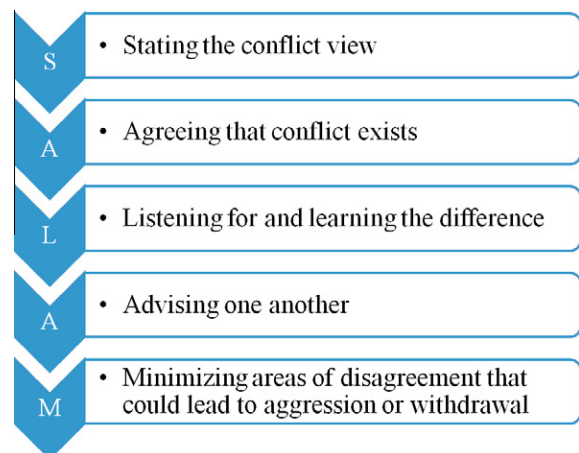 S
• Stating the conflict view
A
• Agreeing that conflict exists
L
• Listening for and learning the difference
A
• Advising one another
M
• Minimizing areas of disagreement that
could lead to aggression or withdrawal